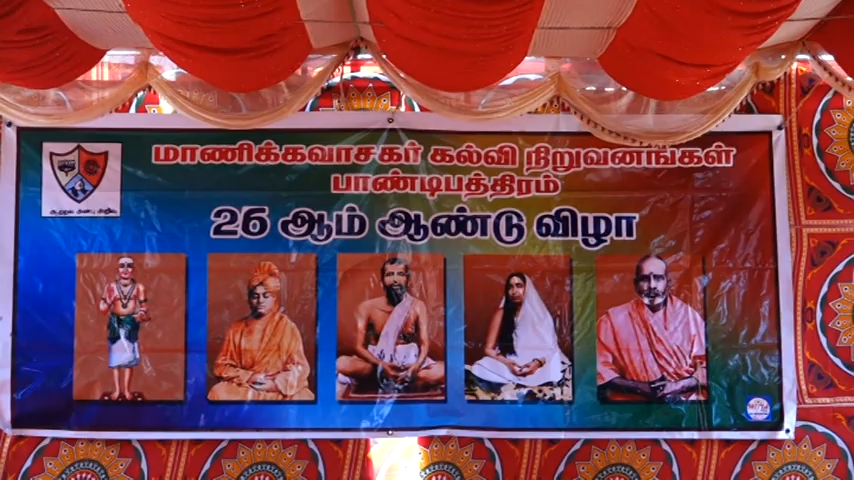 மாணிக்கவாசகர் கல்வி நிறுவனங்கள்
பாண்டிபத்திரம்
26 ஆம் ஆண்டு விழா